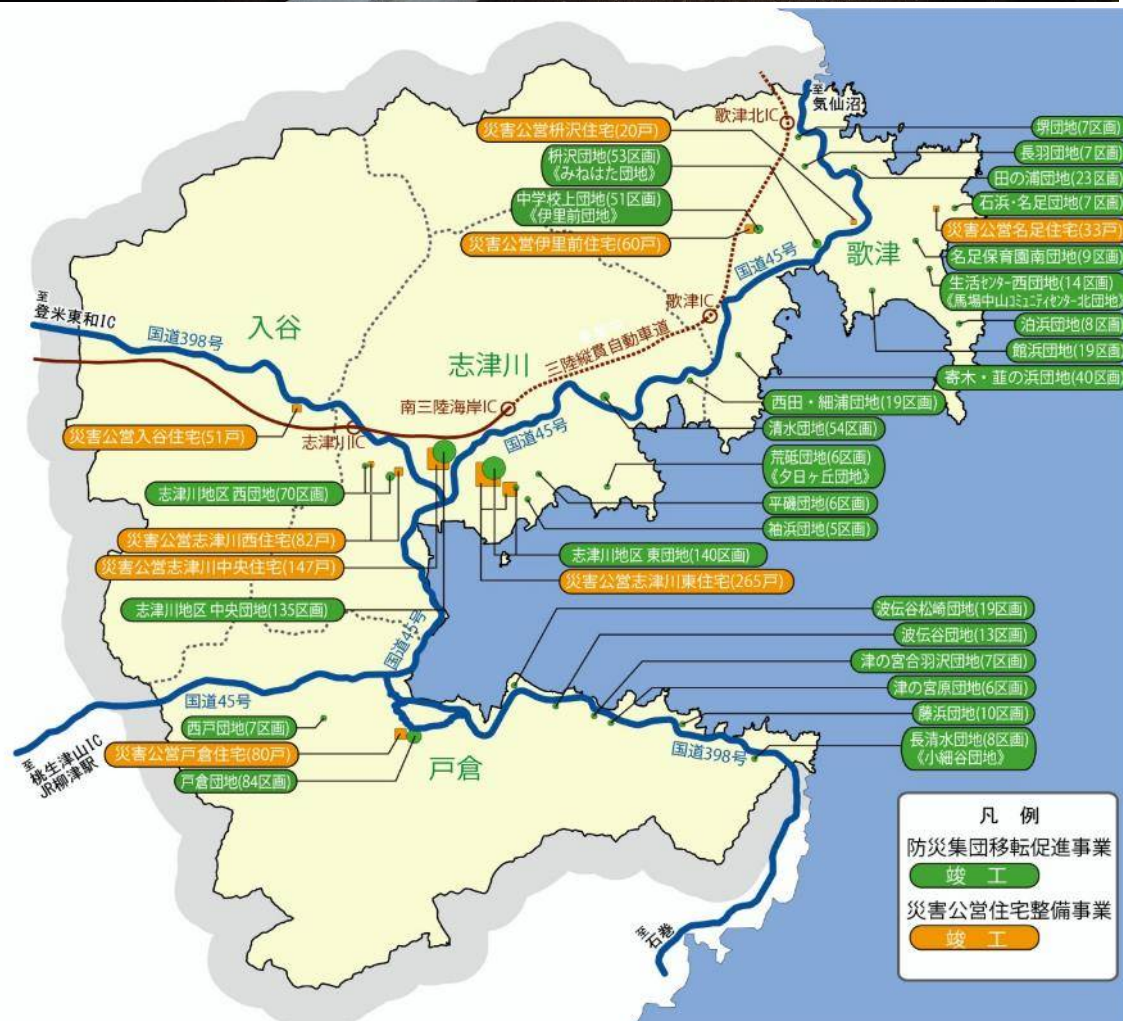 至
気仙沼
歌津北IC
災害公営枡沢住宅(20戸)
枡沢団地(53区画)
《みねはた団地》
中学校上団地(51区画)
《伊里前団地》
災害公営伊里前住宅(60戸)
堺団地(7区画)
長羽団地(7区画)
田の浦団地(23区画)
石浜・名足団地(7区画)
災害公営名足住宅(33戸)
名足保育園南団地(9区画)
生活センター西団地(14区画)
《馬場中山コミュニティセンター北団地》
泊浜団地(8区画)
館浜団地(19区画)
寄木・韮の浜団地(40区画)
国道45号
歌津
歌津IC
三陸縦貫自動車道
至
登米東和IC
国道398号
入谷
志津川
南三陸海岸IC
国道45号
志津川IC
災害公営入谷住宅(51戸)
西田・細浦団地(19区画)
清水団地(54区画)
荒砥団地(6区画)
《夕日ヶ丘団地》
平磯団地(6区画)
袖浜団地(5区画)
志津川地区 西団地(70区画)
災害公営志津川西住宅(82戸)
災害公営志津川中央住宅(147戸)
志津川地区 東団地(140区画)
災害公営志津川東住宅(265戸)
志津川地区 中央団地(135区画)
国道45号
波伝谷松崎団地(19区画)
波伝谷団地(13区画)
津の宮合羽沢団地(7区画)
津の宮原団地(6区画)
藤浜団地(10区画)
長清水団地(8区画)
《小細谷団地》
国道45号
西戸団地(7区画)
災害公営戸倉住宅(80戸)
戸倉団地(84区画)
戸倉
国道398号
至
桃生津山IC
JR柳津駅
至
石巻
凡 例
防災集団移転促進事業
竣 工
災害公営住宅整備事業
竣 工